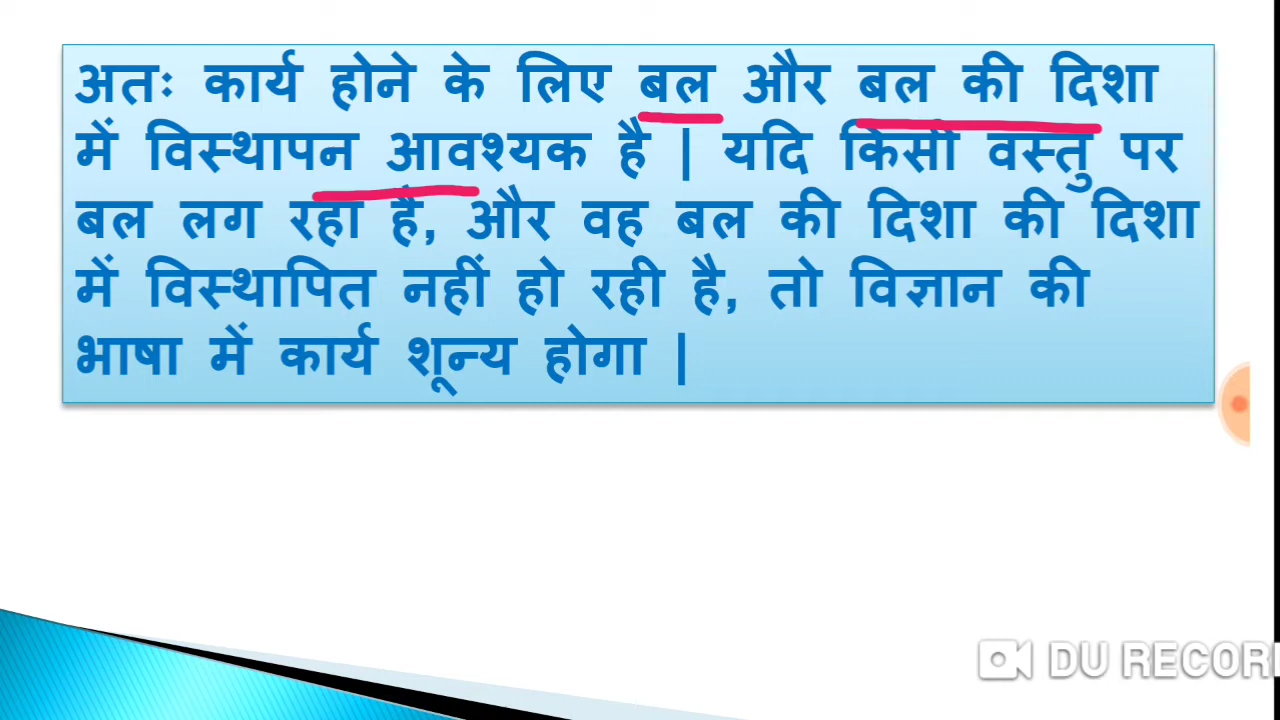 अतः कार्य होने के लिए बल और बल की दिशा
में विस्थापन आवश्यक है |  यदि किसी वस्तु पर
बल लग रहा है, और वह बल की दिशा की दिशा
में विस्थापित नहीं हो रही है, तो विज्ञान की
भाषा में कार्य शून्य होगा |
DU RECOR